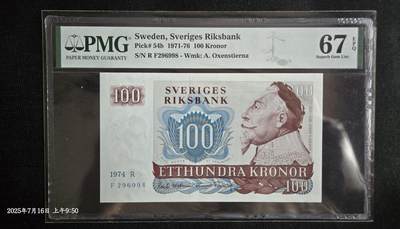 PMG
PAPER MONEY GUARANTY
Sweden, Sveriges Riksbank
Pick# 54b 1971-76 100 Kronor
S/N R F296998 - Wmk: A. Oxenstierna
67 EPQ
Superb Gem Unc
100
SVERIGES
RIKSBANK
100
1974 R
F 296998
ETTHUNDRA KRONOR
100
2025年7月16日 上午9:50